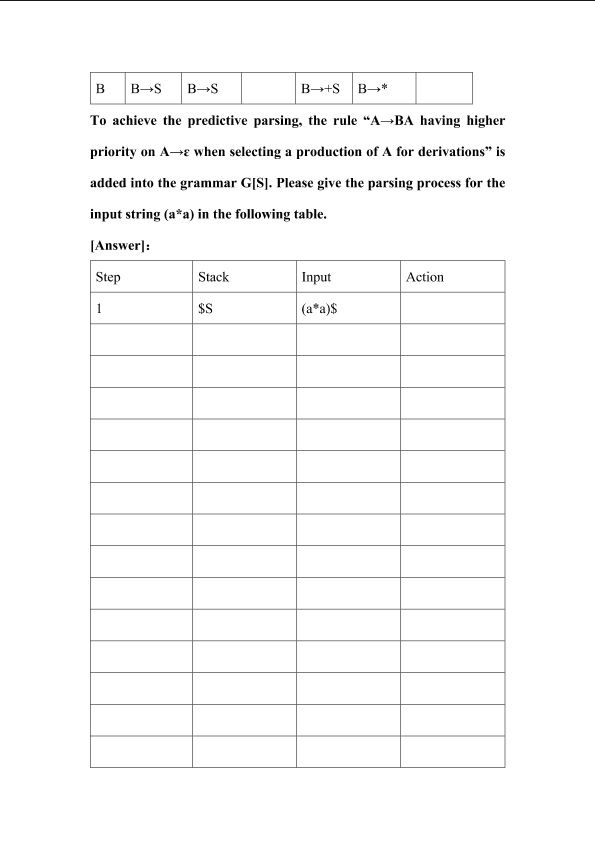 B B→S B→S B→+S B→*
To achieve the predictive parsing, the rule “A→BA having higher
priority on A→ε when selecting a production of A for derivations” is
added into the grammar G[S]. Please give the parsing process for the
input string (a*a) in the following table.
[Answer]：
Step Stack Input Action
1 $S (a*a)$